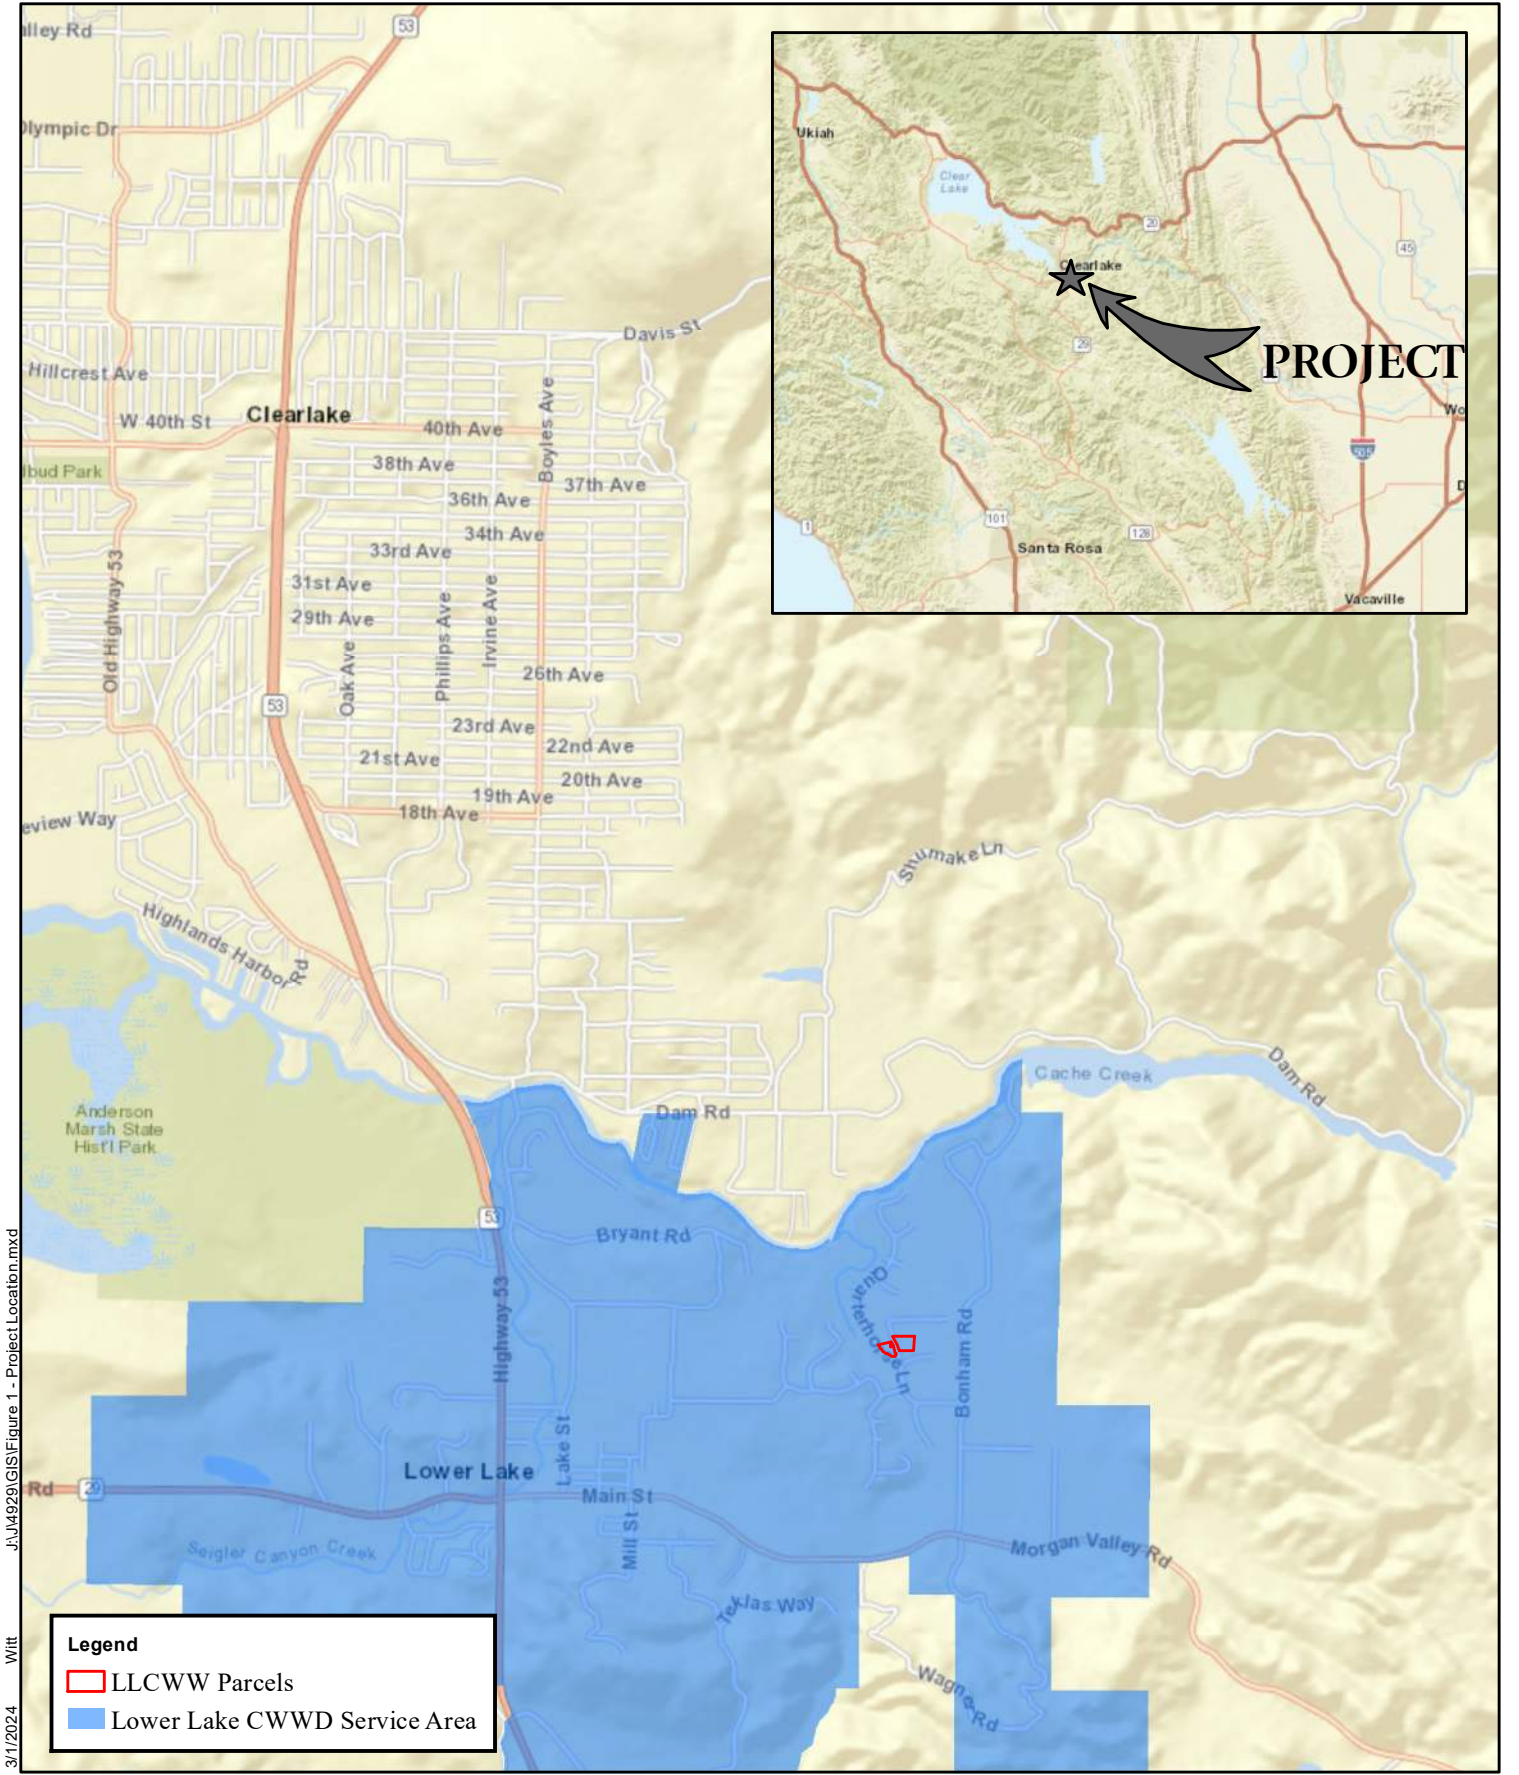 53
alley Rd
Olympic Dr
Ukiah
Clear
Lake
20
45
Clearlake
29
PROJECT
505
101
1
128
Santa Rosa
Vacaville
Davis St
Hillcrest Ave
W 40th St
Clearlake
40th Ave
Boyles Ave
38th Ave
bud Park
37th Ave
36th Ave
34th Ave
33rd Ave
31st Ave
29th Ave
Old Highway 53
Oak Ave
Phillips Ave
Irvine Ave
26th Ave
53
23rd Ave
22nd Ave
21st Ave
20th Ave
19th Ave
18th Ave
eview Way
Shumake Ln
Highlands Harbor Rd
Cache Creek
Dam Rd
Dam Rd
Anderson
Marsh State
Hist'l Park
53
Bryant Rd
Highway 53
Quarterhorse Ln
Bonham Rd
Lake St
Lower Lake
Rd
29
Main St
Mill St
Seigler Canyon Creek
Morgan Valley Rd
Teklas Way
Wagner Rd
Legend
LLCWW Parcels
Lower Lake CWWD Service Area
3/1/2024 Witt J:\J\4929\GIS\Figure 1 - Project Location.mxd